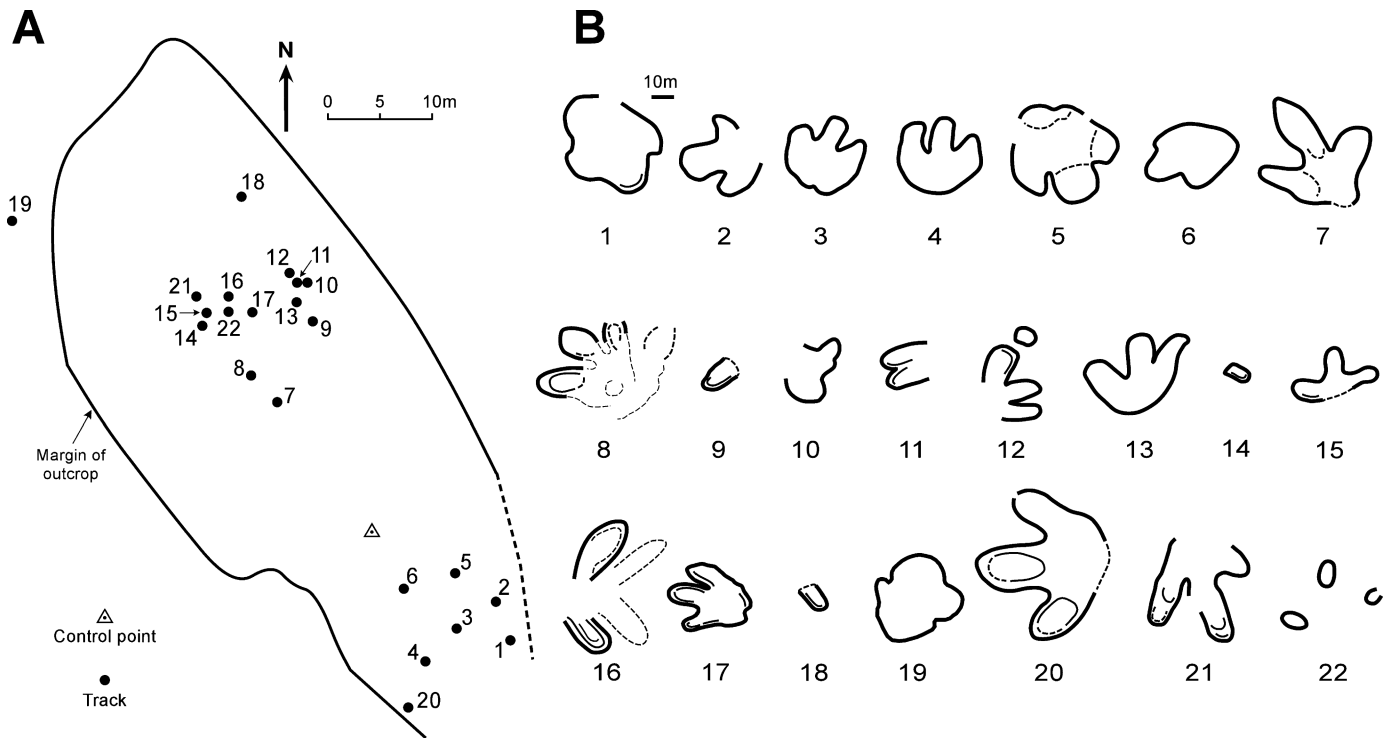 A
N
0 5 10m
18
19
12 11
10
21 16
15 17
13
14 22 9
8
7
Margin of
outcrop
5
6
2
3
1
4
20
Control point
Track
B
10m
1 2 3 4 5 6 7
8 9 10 11 12 13 14 15
16 17 18 19 20 21 22